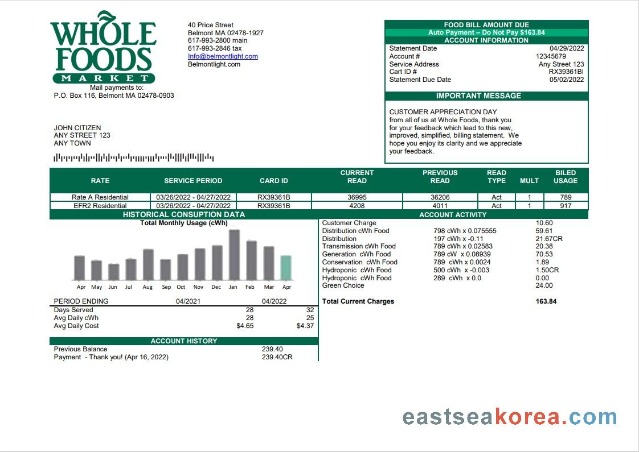 WHOLE
FOODS
MARKET
Mail payments to:
P.O. Box 116, Belmont MA 02478-0903
40 Price Street
Belmont MA 02478-1927
617-993-2800 main
617-993-2846 tax
Info@belmontlight.com
Belmontlight.com
FOOD BILL AMOUNT DUE
Auto Payment – Do Not Pay $163.84
ACCOUNT INFORMATION
Statement Date 04/29/2022
Account # 12345679
Service Address Any Street 123
Cart ID # RX39361BI
Statement Due Date 05/02/2022
IMPORTANT MESSAGE
CUSTOMER APPRECIATION DAY
from all of us at Whole Foods, thank you
for your feedback which lead to this new,
improved, simplified, billing statement. We
hope you enjoy its clarity and we appreciate
your feedback.
JOHN CITIZEN
ANY STREET 123
ANY TOWN
RATE SERVICE PERIOD CARD ID CURRENT READ PREVIOUS READ READ TYPE MULT BILED USAGE
Rate A Residential 03/26/2022 - 04/27/2022 RX39361B 36995 36206 Act 1 789
EFR2 Residential 03/26/2022 - 04/27/2022 RX39361B 4208 4011 Act 1 917
HISTORICAL CONSUPTION DATA
Total Monthly Usage (cWh)
Apr May Jun Jul Aug Sep Oct Nov Dec Jan Feb Mar Apr
PERIOD ENDING 04/2021 04/2022
Days Served 28 32
Avg Daily cWh 28 25
Avg Daily Cost $4.65 $4.37
ACCOUNT HISTORY
Previous Balance 239.40
Payment - Thank you! (Apr 16, 2022) 239.40CR
ACCOUNT ACTIVITY
Customer Charge 10.60
Distribution cWh Food 798 cWh x 0.075555 59.61
Distribution 197 cWh x -0.11 21.67CR
Transmission cWh Food 789 cWh x 0.02583 20.38
Generation cWh Food 789 cW x 0.08939 70.53
Conservation cWh Food 789 cWh x 0.0024 1.89
Hydroponic cWh Food 500 cWh x -0.003 1.50CR
Hydroponic cWh Food 289 cWh x 0.0 0.00
Green Choice 24.00
Total Current Charges 163.84
eastseakorea.com